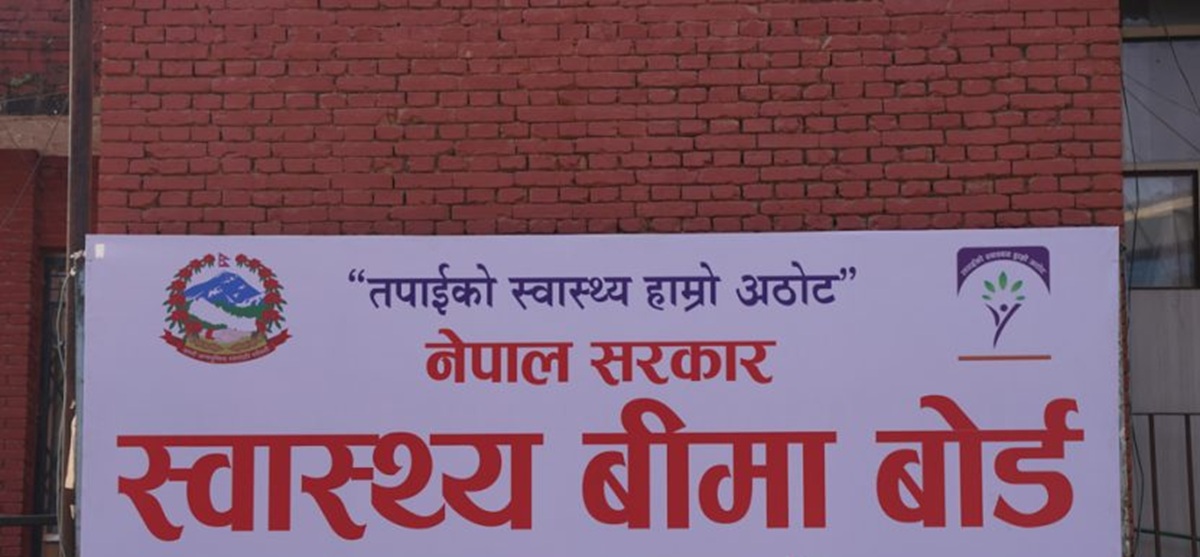 “तपाईको स्वास्थ्य हाम्रो अठोट”
नेपाल सरकार
स्वास्थ्य बीमा बोर्ड